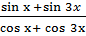 sin x+sin 3x
cos x+ cos 3x